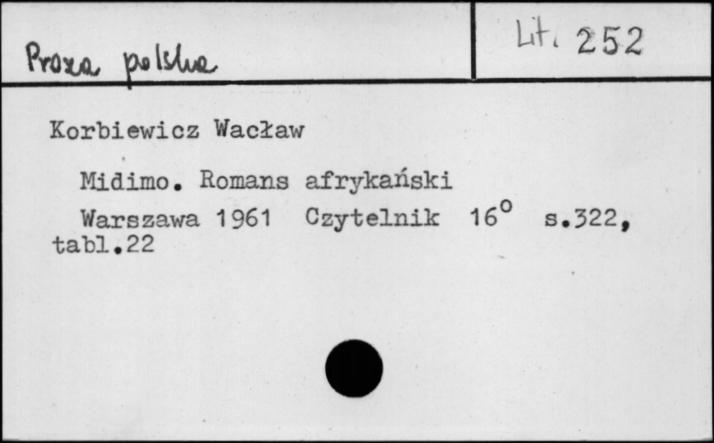 Proza polska
Lit. 252
Korbiewicz Wacław
Midimo. Romans afrykański
Warszawa 1961 Czytelnik 16° s.322,
tabl.22